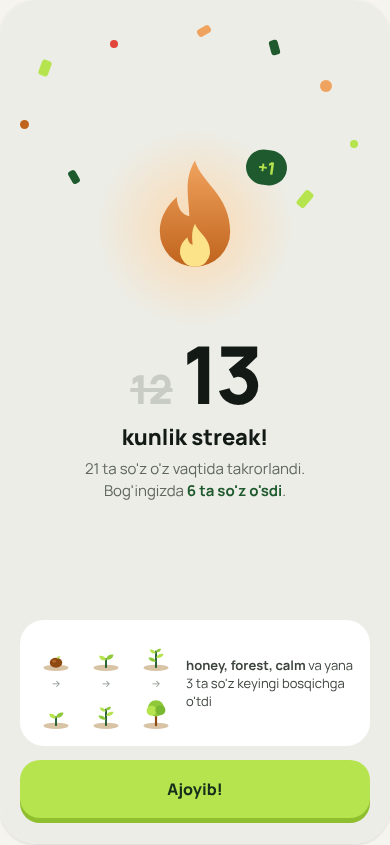 +1
12 13
kunlik streak!
21 ta so'z o'z vaqtida takrorlandi.
Bog'ingizda 6 ta so'z o'sdi.
honey, forest, calm va yana
3 ta so'z keyingi bosqichga
o'tdi
→ → →
Ajoyib!